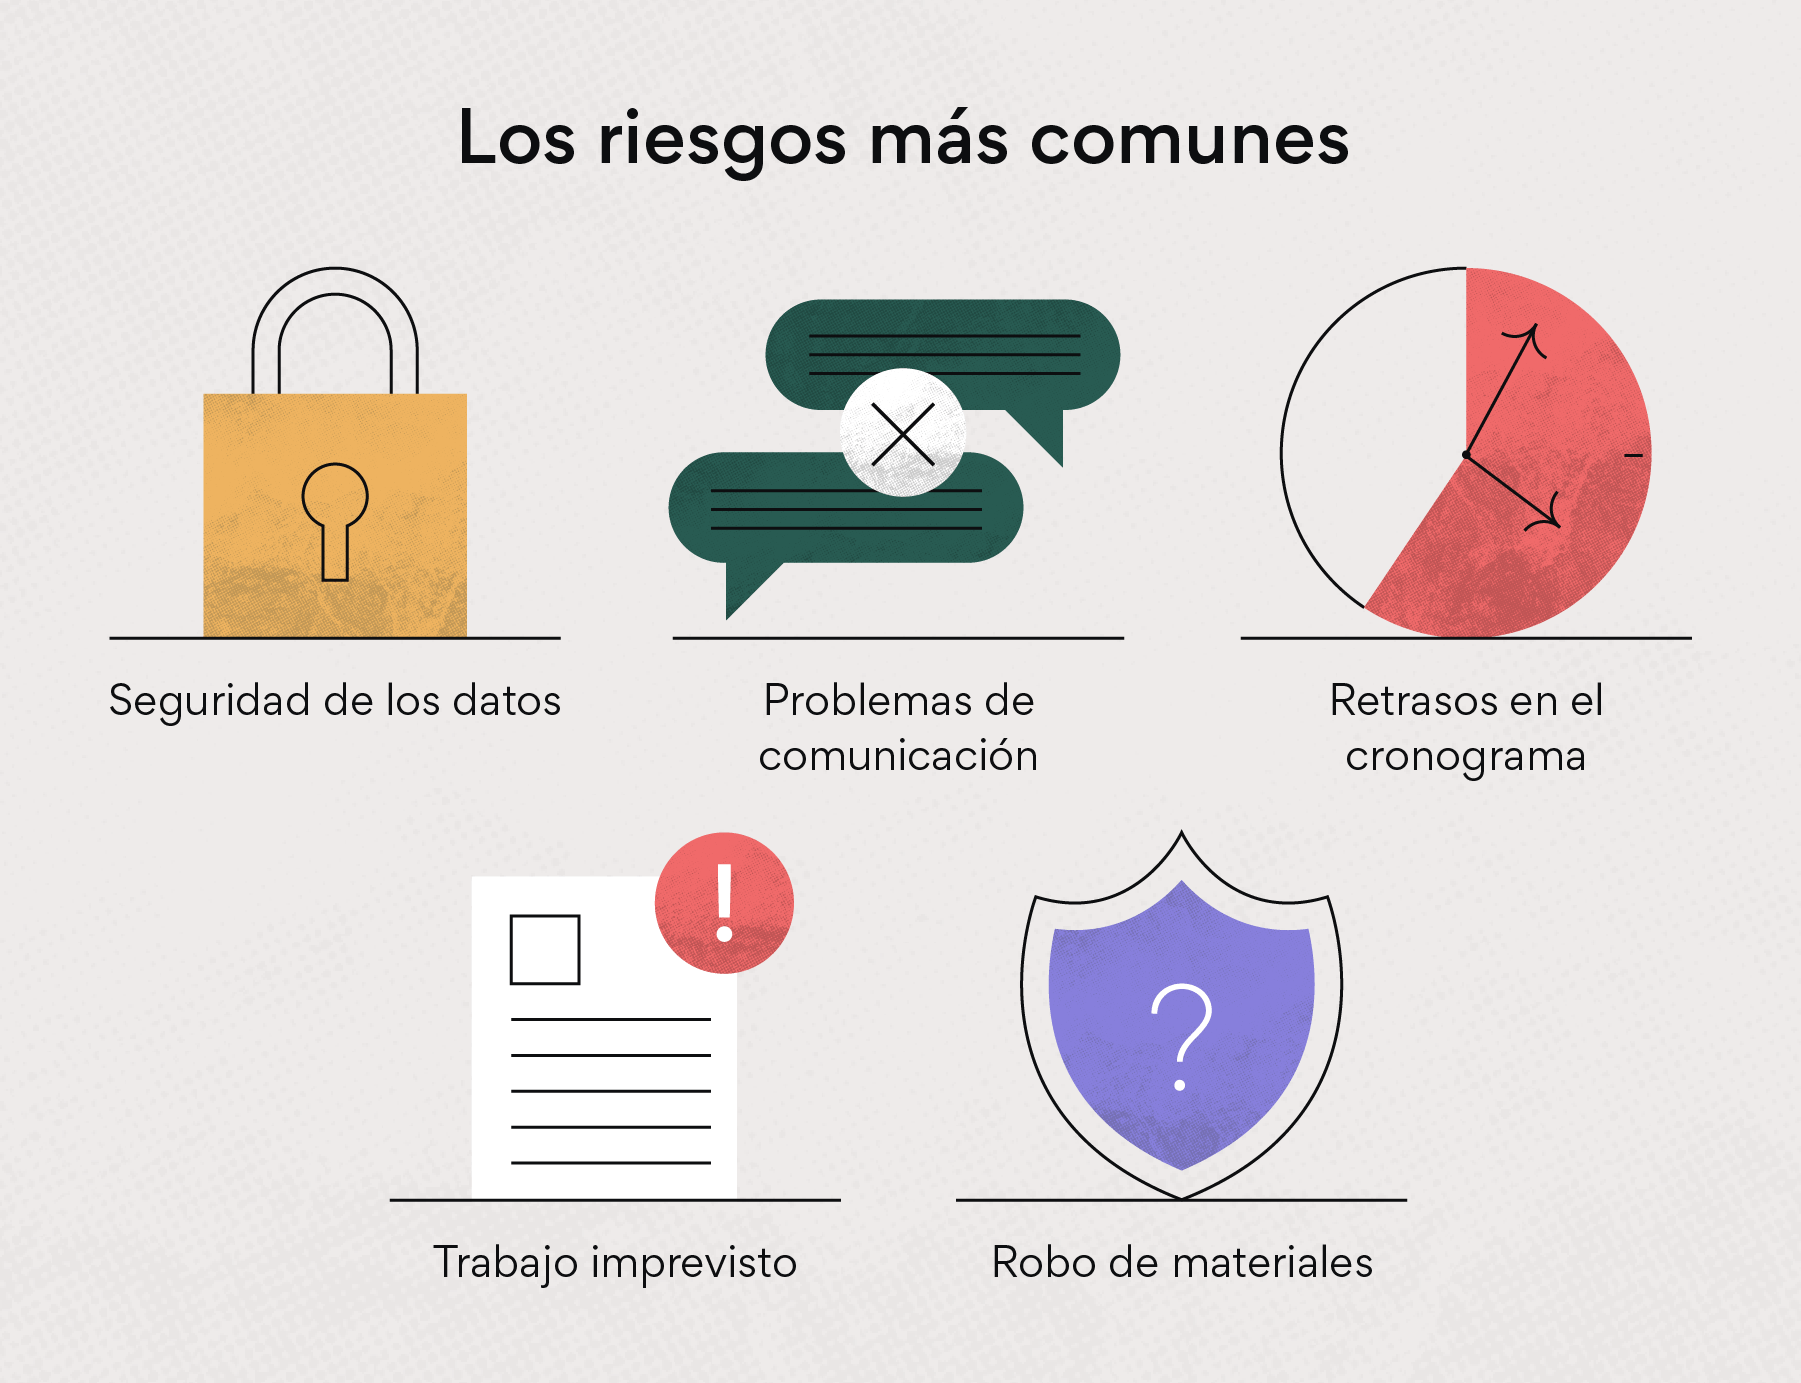 Los riesgos más comunes
Seguridad de los datos
Problemas de
comunicación
Retrasos en el
cronograma
!
?
Trabajo imprevisto
Robo de materiales